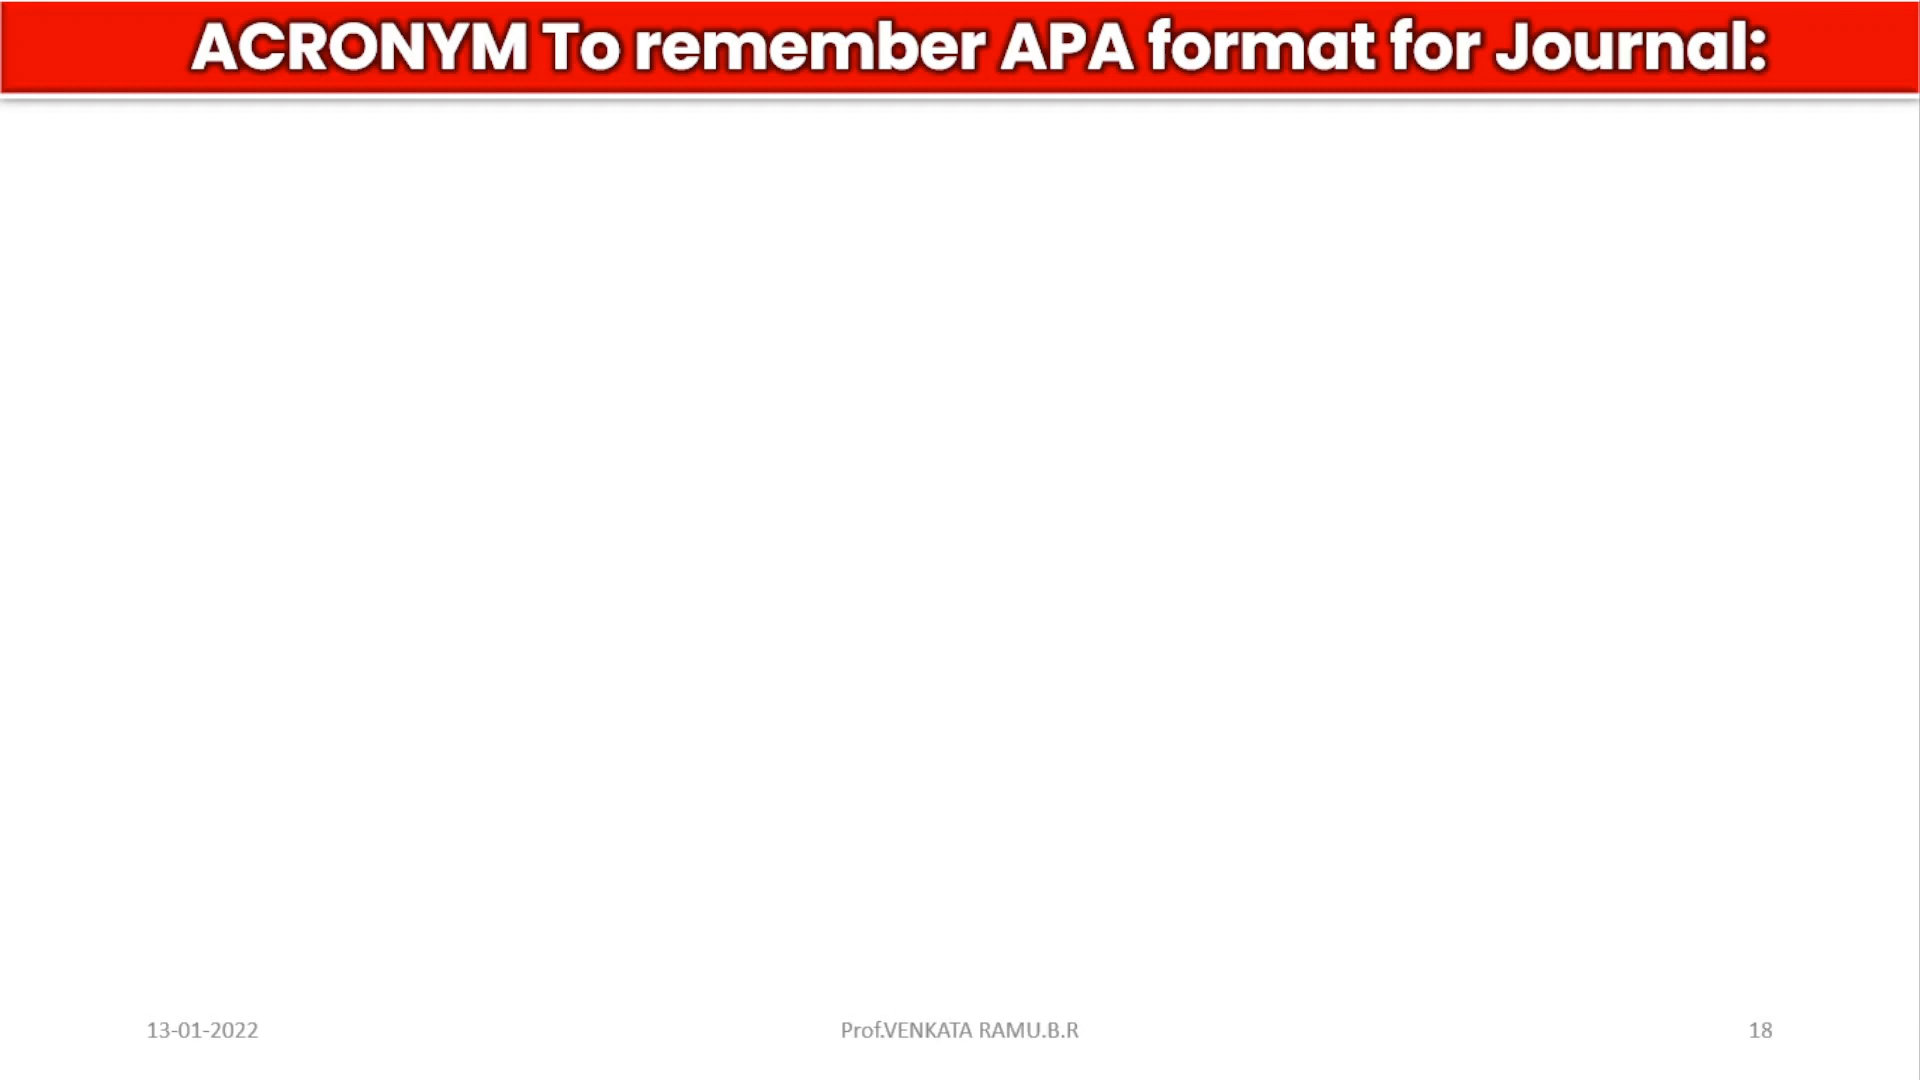 ACRONYM To remember APA format for Journal:
13-01-2022
Prof.VENKATA RAMU.B.R
18